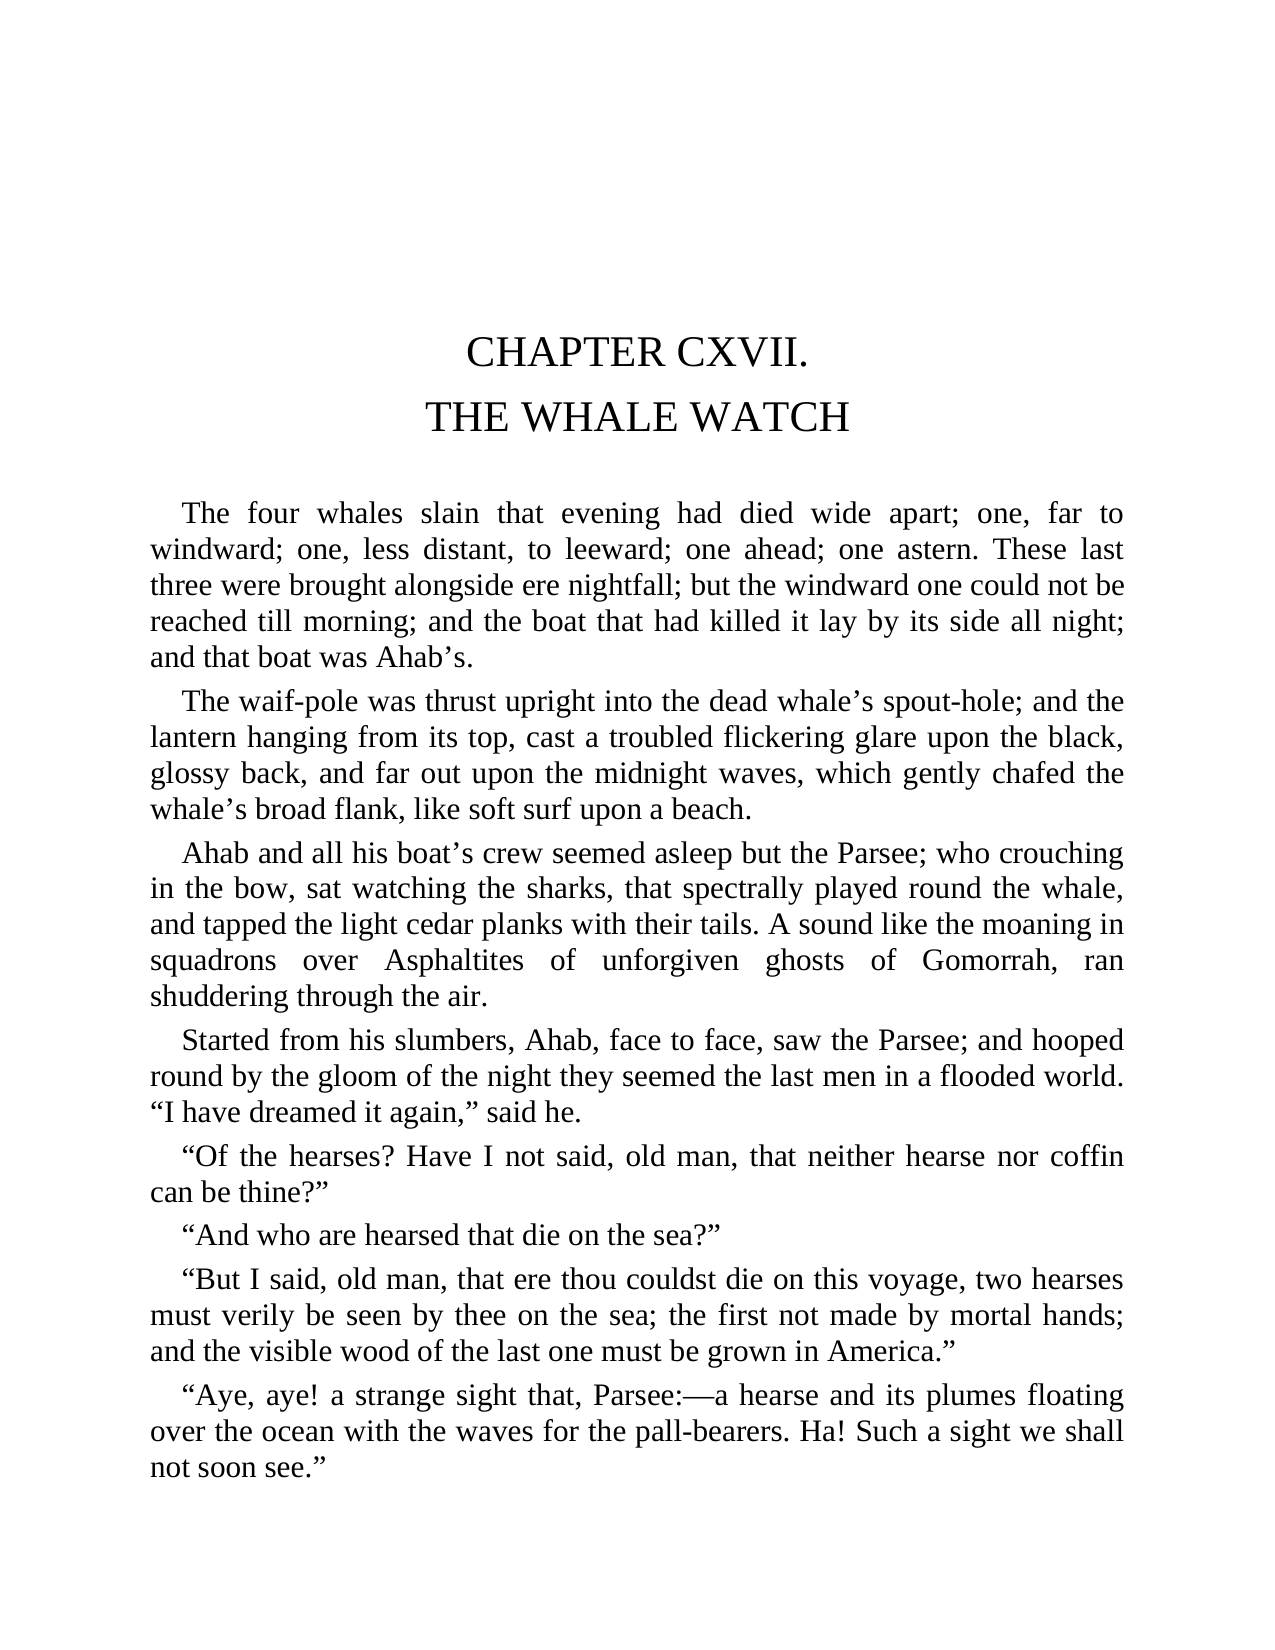 CHAPTER CXVII.
THE WHALE WATCH
The four whales slain that evening had died wide apart; one, far to
windward; one, less distant, to leeward; one ahead; one astern. These last
three were brought alongside ere nightfall; but the windward one could not be
reached till morning; and the boat that had killed it lay by its side all night;
and that boat was Ahab’s.
The waif-pole was thrust upright into the dead whale’s spout-hole; and the
lantern hanging from its top, cast a troubled flickering glare upon the black,
glossy back, and far out upon the midnight waves, which gently chafed the
whale’s broad flank, like soft surf upon a beach.
Ahab and all his boat’s crew seemed asleep but the Parsee; who crouching
in the bow, sat watching the sharks, that spectrally played round the whale,
and tapped the light cedar planks with their tails. A sound like the moaning in
squadrons over Asphaltites of unforgiven ghosts of Gomorrah, ran
shuddering through the air.
Started from his slumbers, Ahab, face to face, saw the Parsee; and hooped
round by the gloom of the night they seemed the last men in a flooded world.
“I have dreamed it again,” said he.
“Of the hearses? Have I not said, old man, that neither hearse nor coffin
can be thine?”
“And who are hearsed that die on the sea?”
“But I said, old man, that ere thou couldst die on this voyage, two hearses
must verily be seen by thee on the sea; the first not made by mortal hands;
and the visible wood of the last one must be grown in America.”
“Aye, aye! a strange sight that, Parsee:—a hearse and its plumes floating
over the ocean with the waves for the pall-bearers. Ha! Such a sight we shall
not soon see.”